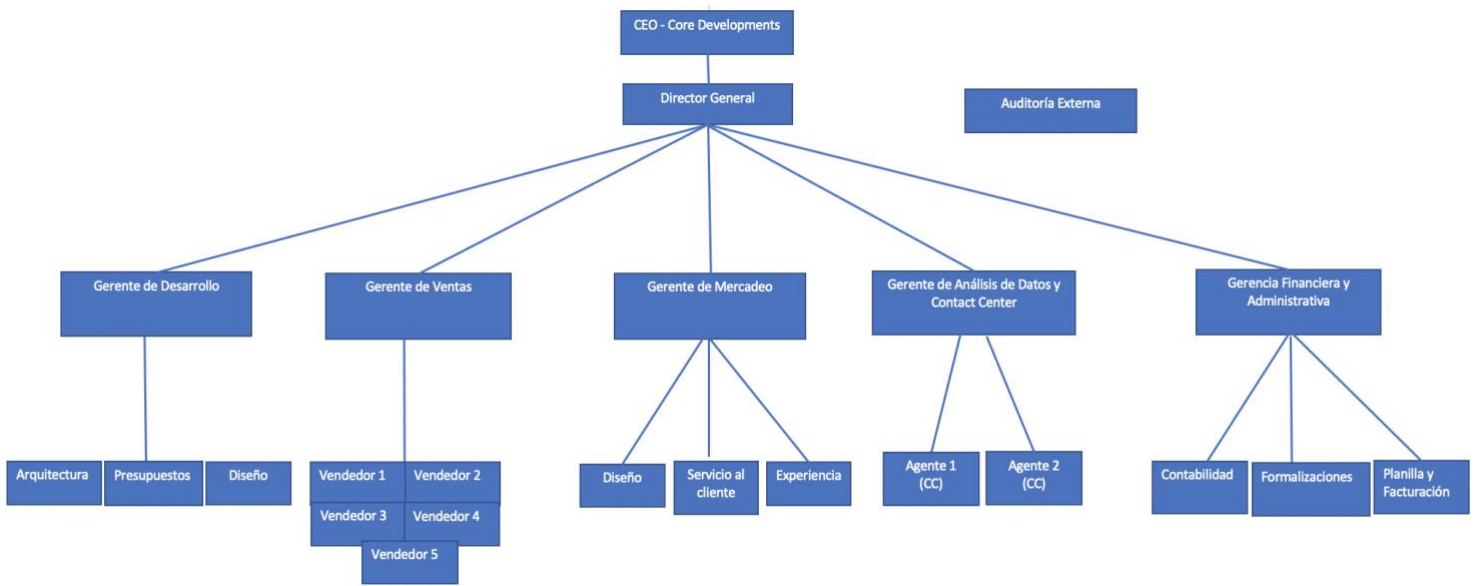 CEO - Core Developments
Director General
Auditoría Externa
Gerente de Desarrollo
Gerente de Ventas
Gerente de Mercadeo
Gerente de Análisis de Datos y
Contact Center
Gerencia Financiera y
Administrativa
Arquitectura
Presupuestos
Diseño
Vendedor 1
Vendedor 2
Vendedor 3
Vendedor 4
Vendedor 5
Diseño
Servicio al
cliente
Experiencia
Agente 1
(CC)
Agente 2
(CC)
Contabilidad
Formalizaciones
Planilla y
Facturación